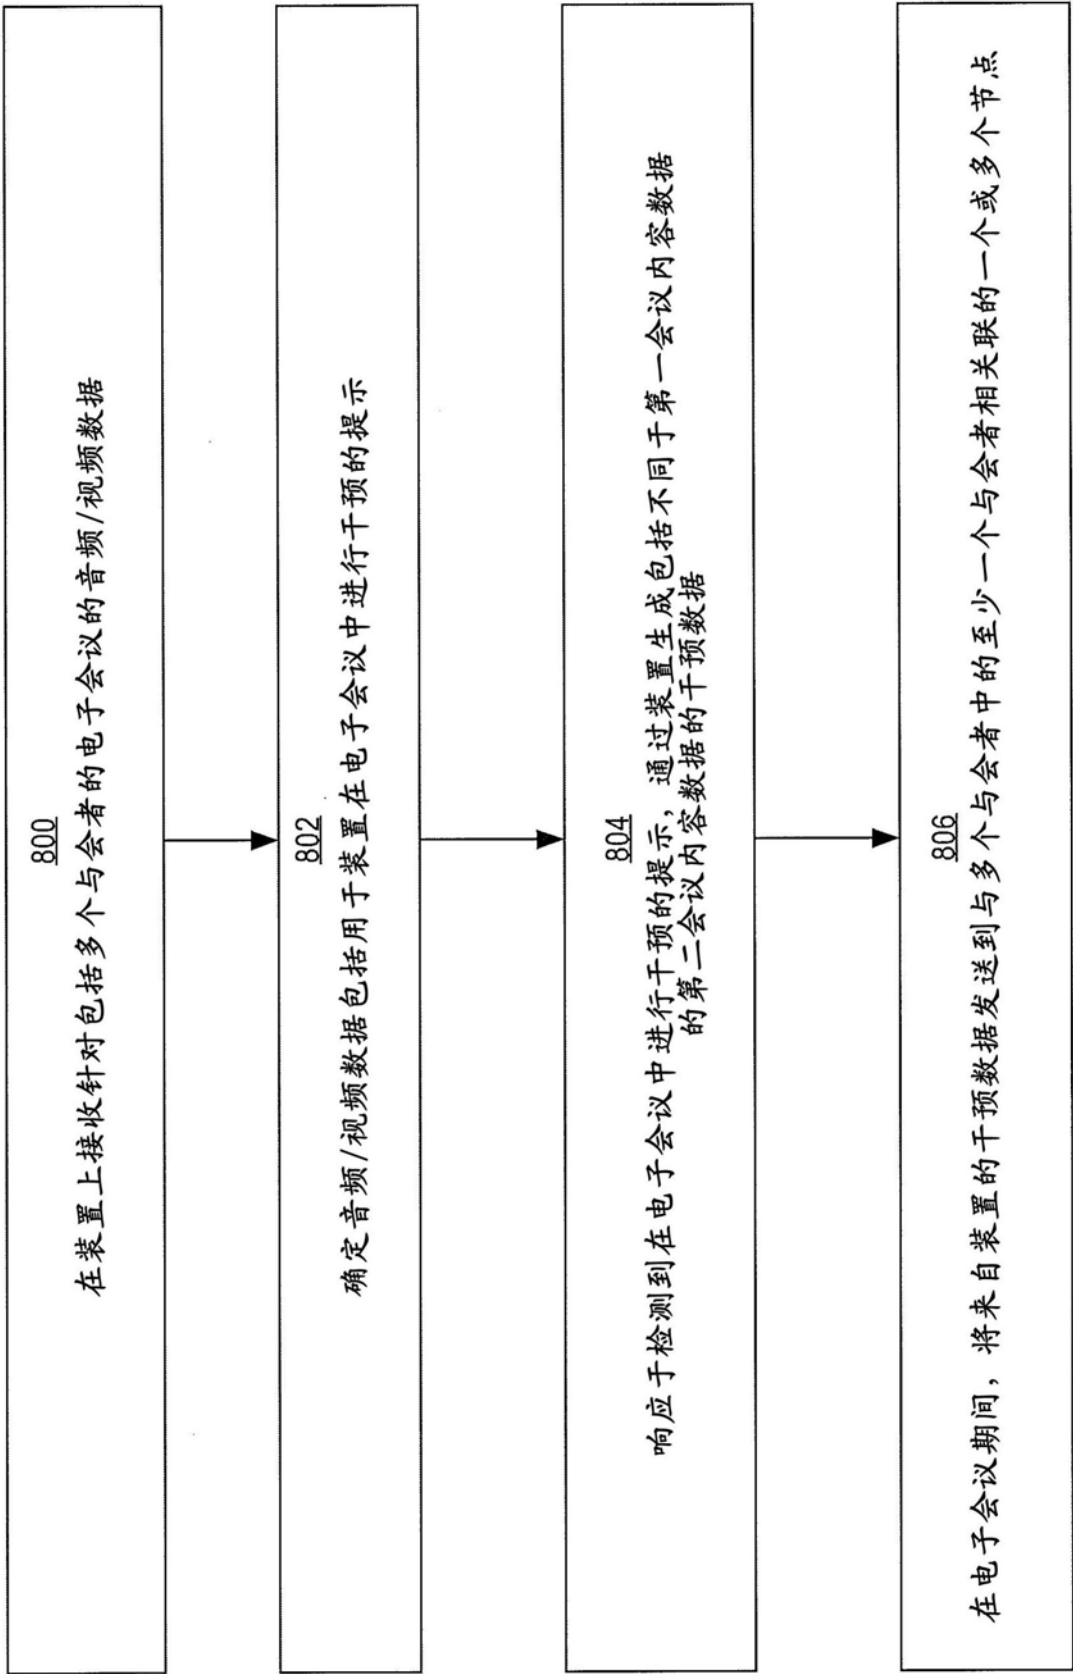 800
在装置上接收针对包括多个与会者的电子会议的音频/视频数据
802
确定音频/视频数据包括用于装置在电子会议中进行干预的提示
804
响应于检测到在电子会议中进行干预的提示，通过装置生成包括不同于第一会议内容数据
的第二会议内容数据的干预数据
806
在电子会议期间，将来自装置的干预数据发送到与多个与会者中的至少一个与会者相关联的一个或多个节点